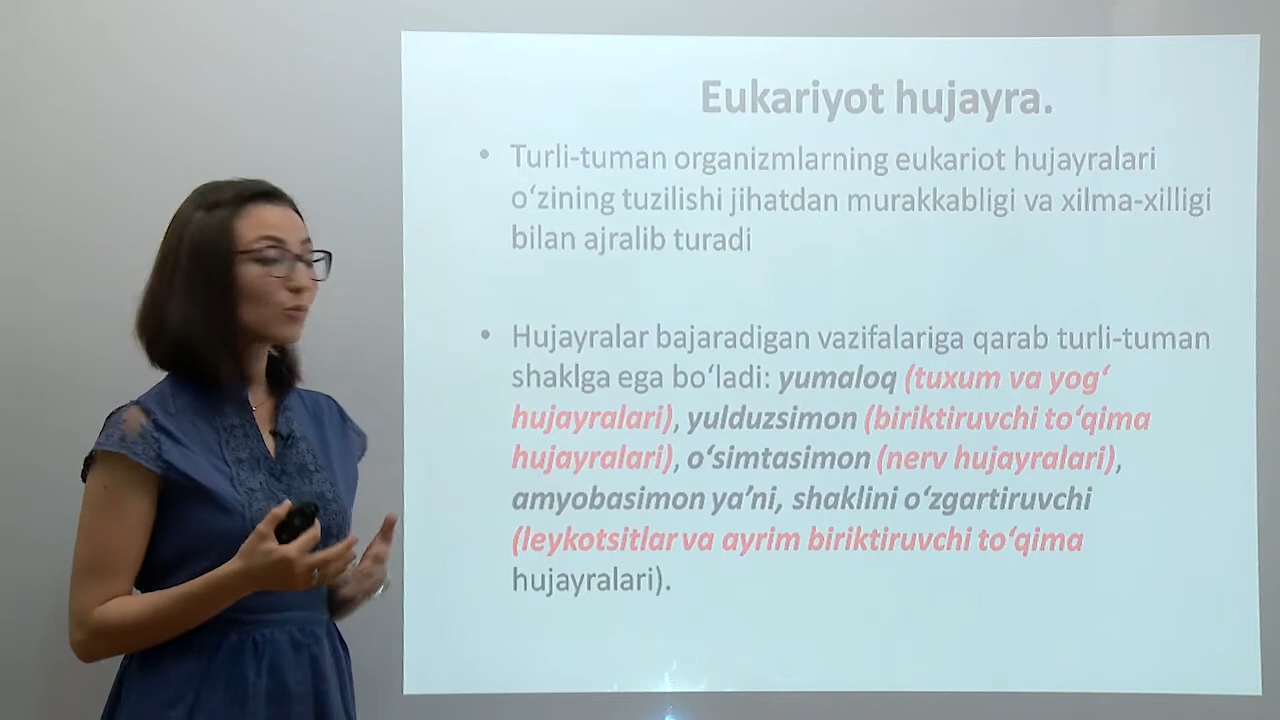 Eukariyot hujayra.
• Turli-tuman organizmlarning eukariot hujayralari
o‘zining tuzilishi jihatdan murakkabligi va xilma-xilligi
bilan ajralib turadi
• Hujayralar bajaradigan vazifalariga qarab turli-tuman
shaklga ega bo‘ladi: yumaloq (tuxum va yog‘
hujayralari), yulduzsimon (biriktiruvchi to‘qima
hujayralari), o‘simtasimon (nerv hujayralari),
amyobasimon ya’ni, shaklini o‘zgartiruvchi
(leykotsitlar va ayrim biriktiruvchi to‘qima
hujayralari).